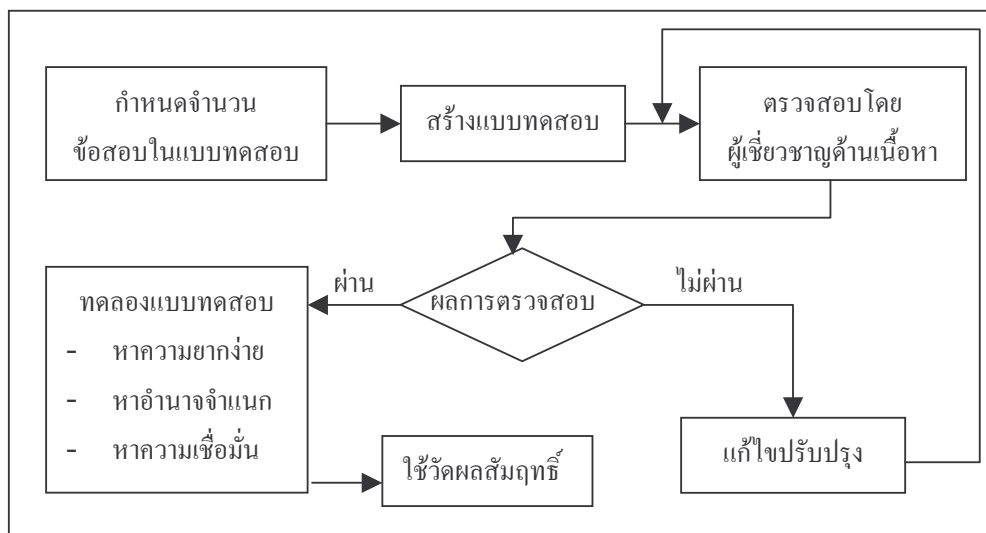 กำหนดจำนวน
ข้อสอบในแบบทดสอบ
สร้างแบบทดสอบ
ตรวจสอบโดย
ผู้เชี่ยวชาญด้านเนื้อหา
ผลการตรวจสอบ
ผ่าน
ไม่ผ่าน
ทดลองแบบทดสอบ
- หาความยากง่าย
- หาอำนาจจำแนก
- หาความเชื่อมั่น
ใช้วัดผลสัมฤทธิ์
แก้ไขปรับปรุง